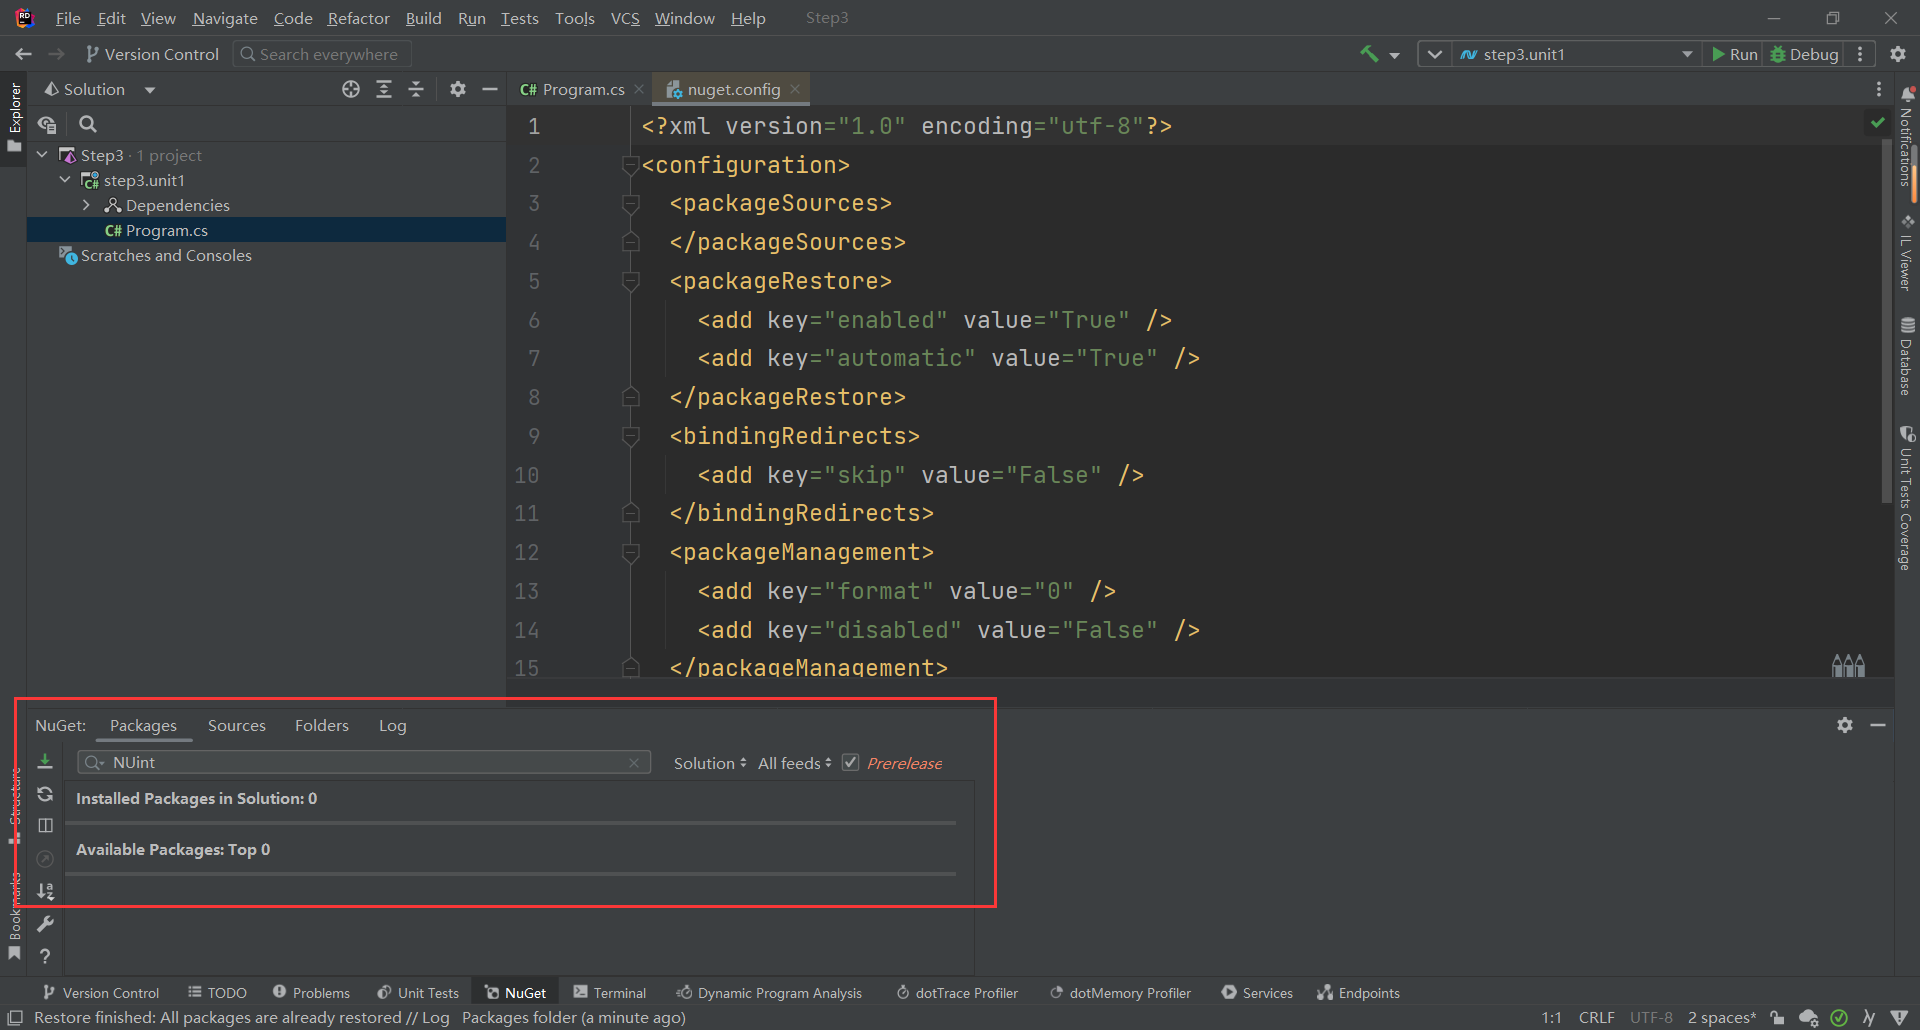 File Edit View Navigate Code Refactor Build Run Tests Tools VCS Window Help Step3
Version Control Search everywhere step3.unit1 Run Debug
Explorer
Solution
C# Program.cs nuget.config
Step3 · 1 project
step3.unit1
Dependencies
C# Program.cs
Scratches and Consoles
1 <?xml version="1.0" encoding="utf-8"?>
2 <configuration>
3 <packageSources>
4 </packageSources>
5 <packageRestore>
6 <add key="enabled" value="True" />
7 <add key="automatic" value="True" />
8 </packageRestore>
9 <bindingRedirects>
10 <add key="skip" value="False" />
11 </bindingRedirects>
12 <packageManagement>
13 <add key="format" value="0" />
14 <add key="disabled" value="False" />
15 </packageManagement>
Notifications
IL Viewer
Database
Unit Tests Coverage
NuGet: Packages Sources Folders Log
NUint Solution All feeds Prerelease
Installed Packages in Solution: 0
Available Packages: Top 0
Structure
Bookmarks
Version Control TODO Problems Unit Tests NuGet Terminal Dynamic Program Analysis dotTrace Profiler dotMemory Profiler Services Endpoints
Restore finished: All packages are already restored // Log Packages folder (a minute ago) 1:1 CRLF UTF-8 2 spaces*